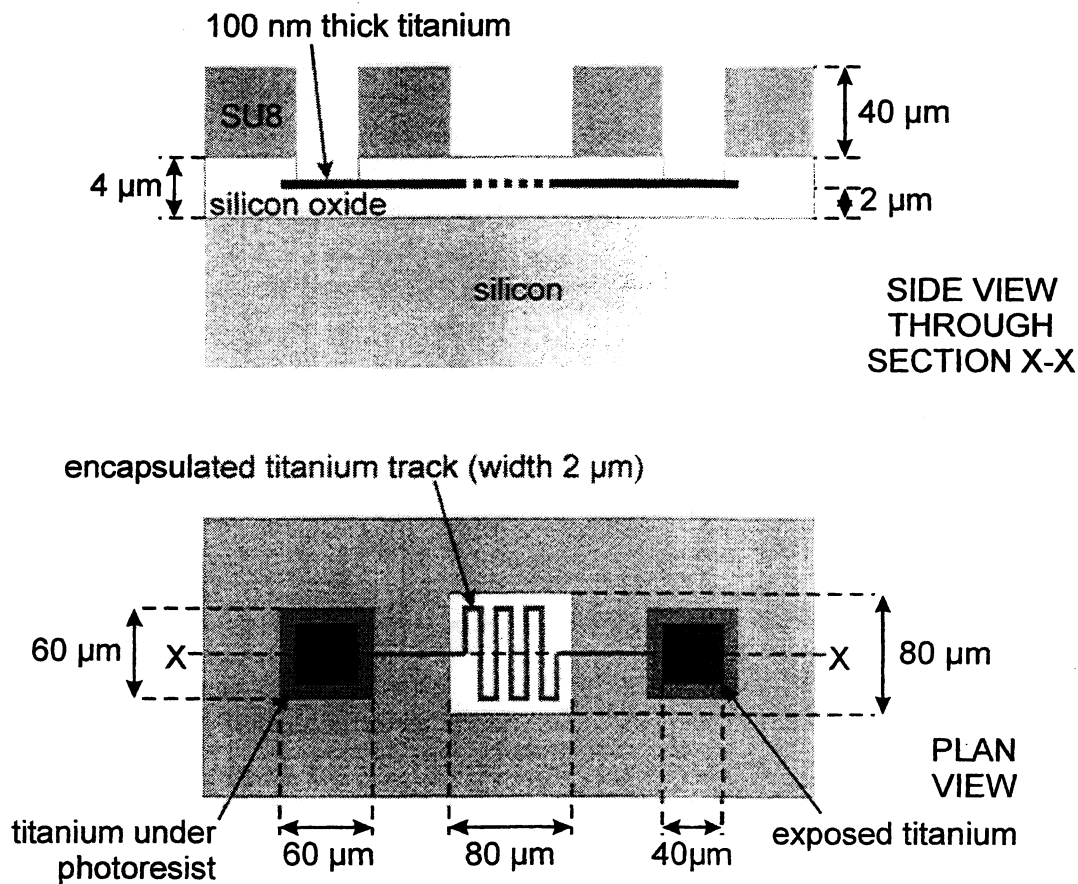 100 nm thick titanium
SU8
40 µm
4 µm
silicon oxide
2 µm
silicon
SIDE VIEW
THROUGH
SECTION X-X
encapsulated titanium track (width 2 µm)
60 µm
X
X
80 µm
PLAN
VIEW
titanium under
photoresist
60 µm
80 µm
40µm
exposed titanium